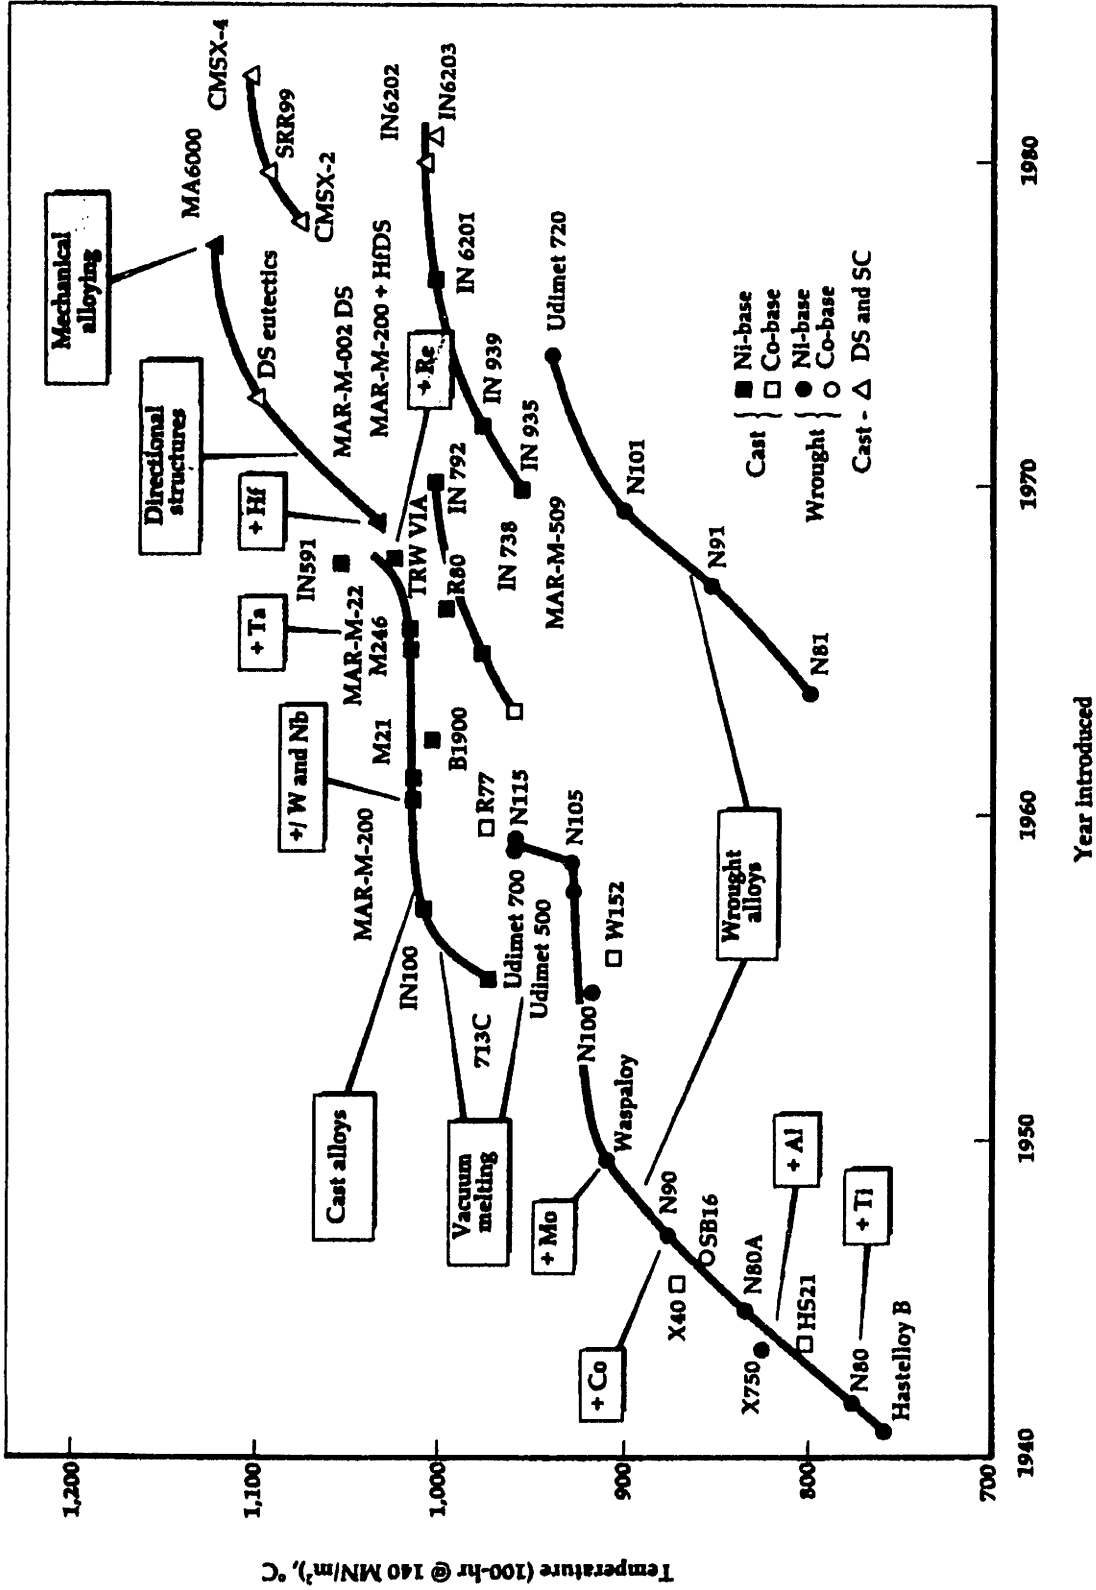 Temperature (100-hr @ 140 MN/m²), °C
1,200
1,100
1,000
900
800
700
1940
1950
1960
1970
1980
Year introduced
Mechanical
alloying
Directional
structures
+ Hf
+ Ta
+/ W and Nb
Cast alloys
Vacuum
melting
+ Mo
+ Co
+ Al
+ Ti
Wrought
alloys
+ Re
CMSX-4
SRR99
CMSX-2
MA6000
DS eutectics
MAR-M-002 DS
MAR-M-200 + HfDS
IN6202
IN6203
IN 6201
IN 939
IN 935
IN 792
IN 738
MAR-M-509
IN591
TRW VIA
R80
MAR-M-22
M246
M21
B1900
MAR-M-200
R77
IN100
713C
Udimet 700
Udimet 500
N115
N105
W152
N100
Waspaloy
N90
SB16
X40
N80A
X750
HS21
N80
Hastelloy B
Udimet 720
N101
N91
N81
Cast { ■ Ni-base
□ Co-base
Wrought { ● Ni-base
○ Co-base
Cast - △ DS and SC